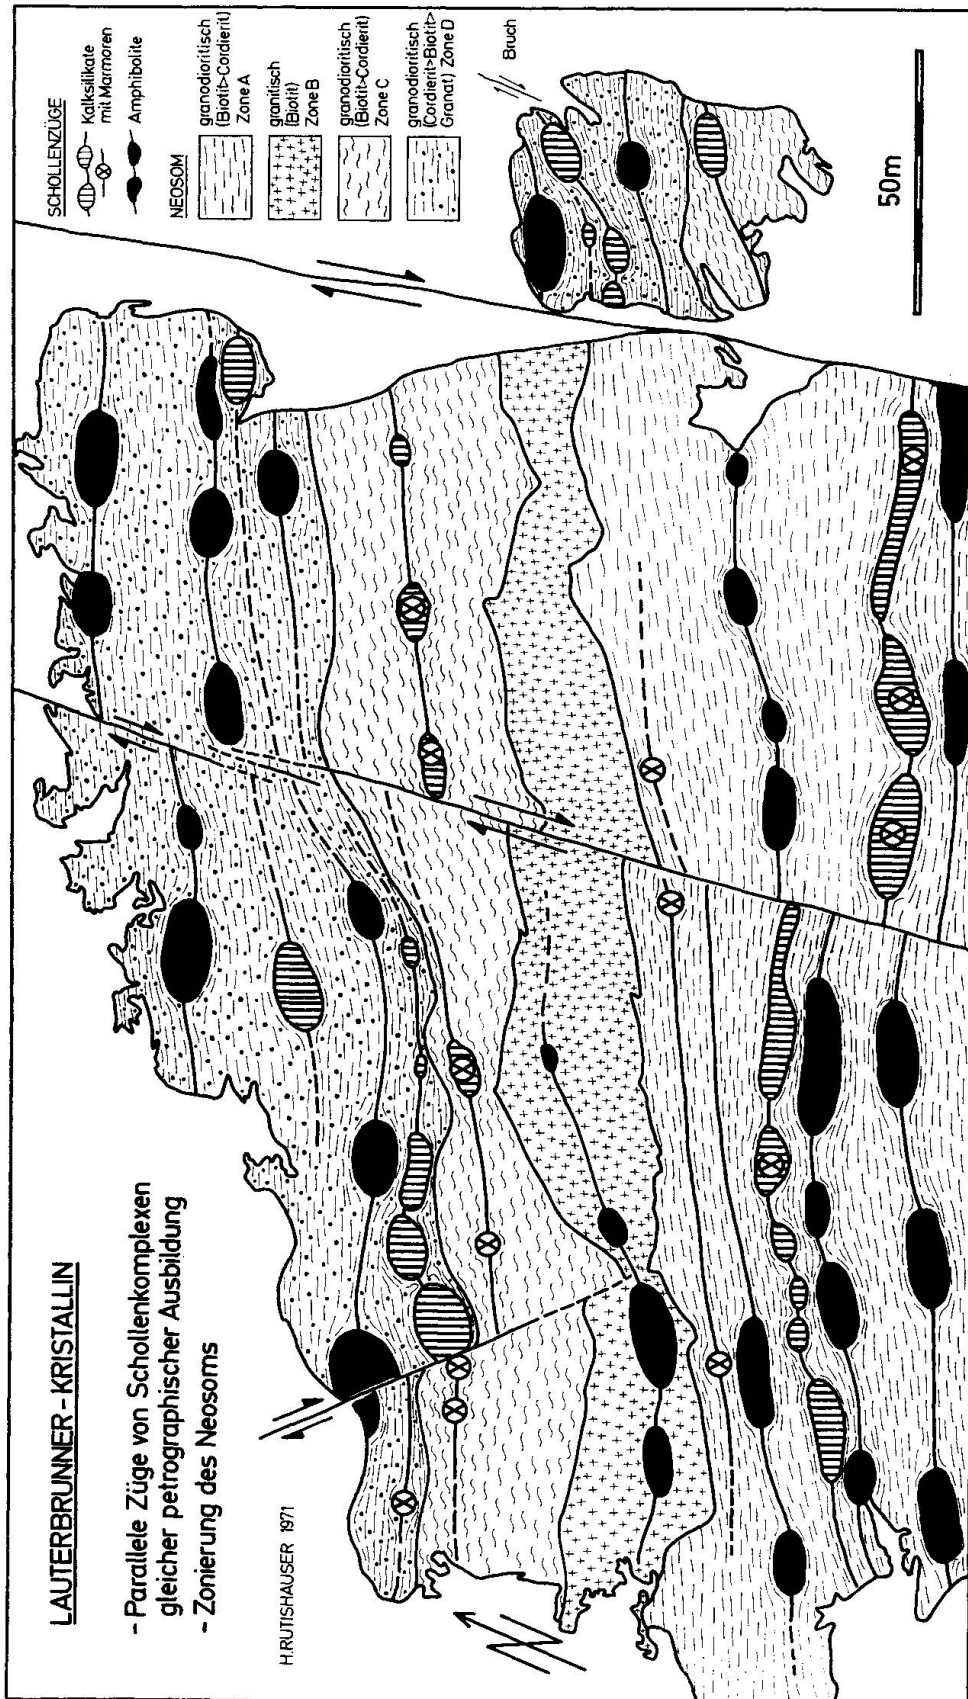 LAUTERBRUNNER-KRISTALLIN
- Parallele Züge von Schollenkomplexen
gleicher petrographischer Ausbildung
- Zonierung des Neosoms
H.RUTISHAUSER 1971
SCHOLLENZÜGE
Kalksilikate
mit Marmoren
Amphibolite
NEOSOM
granodioritisch
(Biotit>Cordierit)
Zone A
granitisch
(Biotit)
Zone B
granodioritisch
(Biotit>Cordierit)
Zone C
granodioritisch
(Cordierit>Biotit>
Granat) Zone D
Bruch
50m